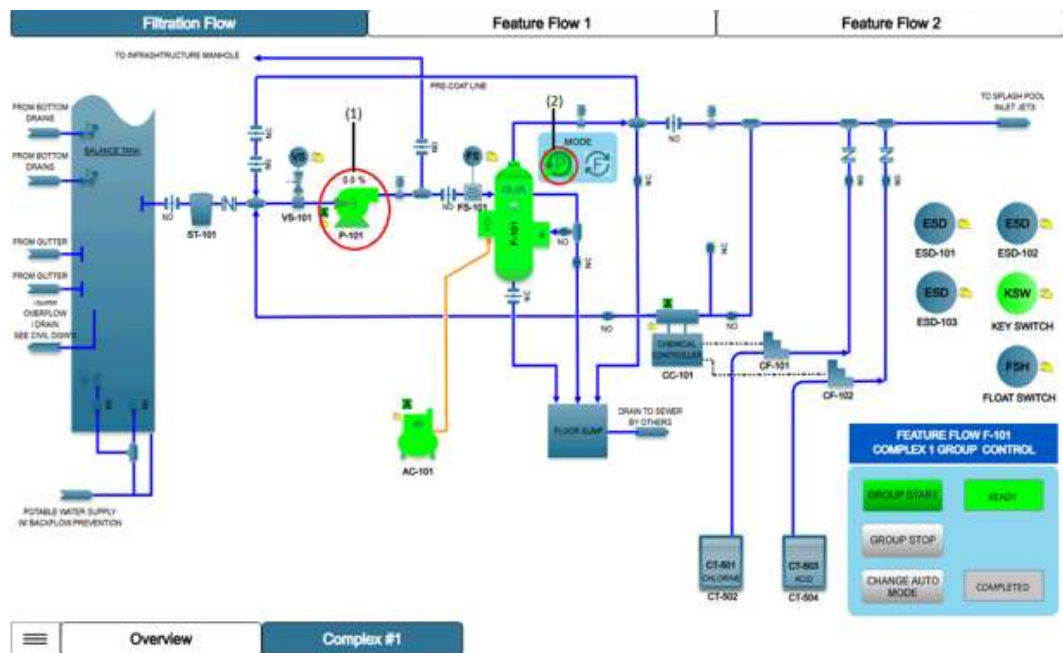 Filtration Flow
Feature Flow 1
Feature Flow 2
TO INFRASHTRUCTURE MANHOLE
PRE-COAT LINE
(1)
(2)
MODE
P
F
TO SPLASH POOL
INLET JETS
FROM BOTTOM
DRAINS
BALANCE TANK
FROM BOTTOM
DRAINS
FROM GUTTER
FROM GUTTER
OVERFLOW
/ DRAIN
SEE CIVIL DGWS
NO
ST-101
VS
VS-101
0.0 %
A
P-101
NO
FS
FS-101
F-101
NO
NC
NC
NC
NC
NC
NO
A
CHEMICAL
CONTROLLER
CC-101
NO
CF-101
CF-102
ESD
ESD-101
ESD
ESD-102
ESD
ESD-103
KSW
KEY SWITCH
FSH
FLOAT SWITCH
A
AC-101
FLOOR SUMP
DRAIN TO SEWER
BY OTHERS
POTABLE WATER SUPPLY
W/ BACKFLOW PREVENTION
CT-501
CHLORINE
CT-502
CT-503
ACID
CT-504
FEATURE FLOW F-101
COMPLEX 1 GROUP CONTROL
GROUP START
READY
GROUP STOP
CHANGE AUTO
MODE
COMPLETED
Overview
Complex #1